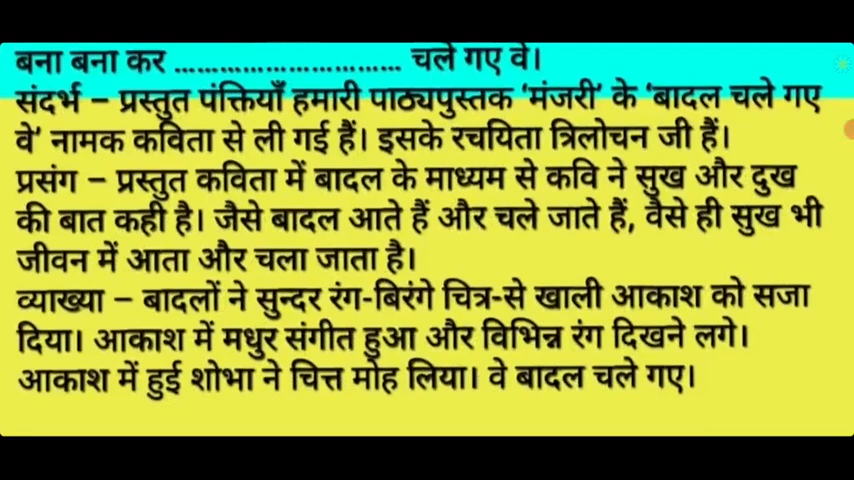 बना बना कर .............................. चले गए वे।
संदर्भ – प्रस्तुत पंक्तियाँ हमारी पाठ्यपुस्तक 'मंजरी' के 'बादल चले गए
वे' नामक कविता से ली गई हैं। इसके रचयिता त्रिलोचन जी हैं।
प्रसंग – प्रस्तुत कविता में बादल के माध्यम से कवि ने सुख और दुख
की बात कही है। जैसे बादल आते हैं और चले जाते हैं, वैसे ही सुख भी
जीवन में आता और चला जाता है।
व्याख्या – बादलों ने सुन्दर रंग-बिरंगे चित्र-से खाली आकाश को सजा
दिया। आकाश में मधुर संगीत हुआ और विभिन्न रंग दिखने लगे।
आकाश में हुई शोभा ने चित्त मोह लिया। वे बादल चले गए।